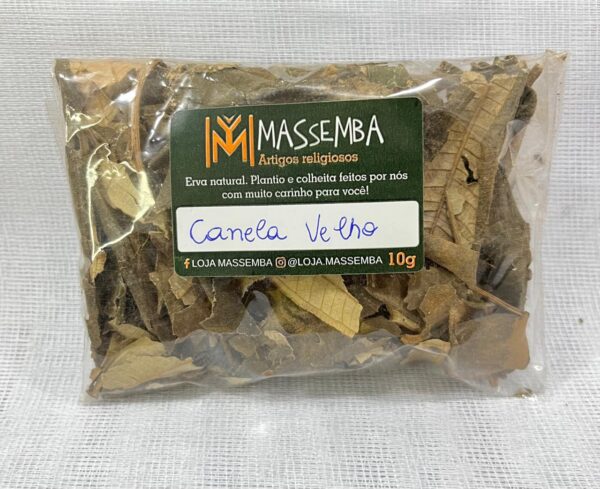 MASSEMBA
Artigos religiosos
Erva natural. Plantio e colheita feitos por nós
com muito carinho para você!
Canela Velho
LOJA MASSEMBA @LOJA.MASSEMBA 10g